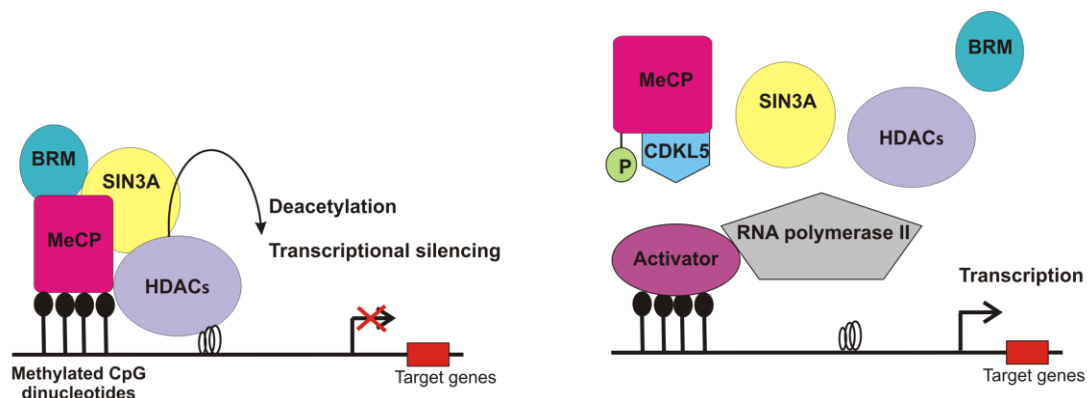 BRM
SIN3A
MeCP
HDACs
Deacetylation
Transcriptional silencing
Methylated CpG
dinucleotides
Target genes
BRM
MeCP
SIN3A
HDACs
CDKL5
P
RNA polymerase II
Activator
Transcription
Target genes